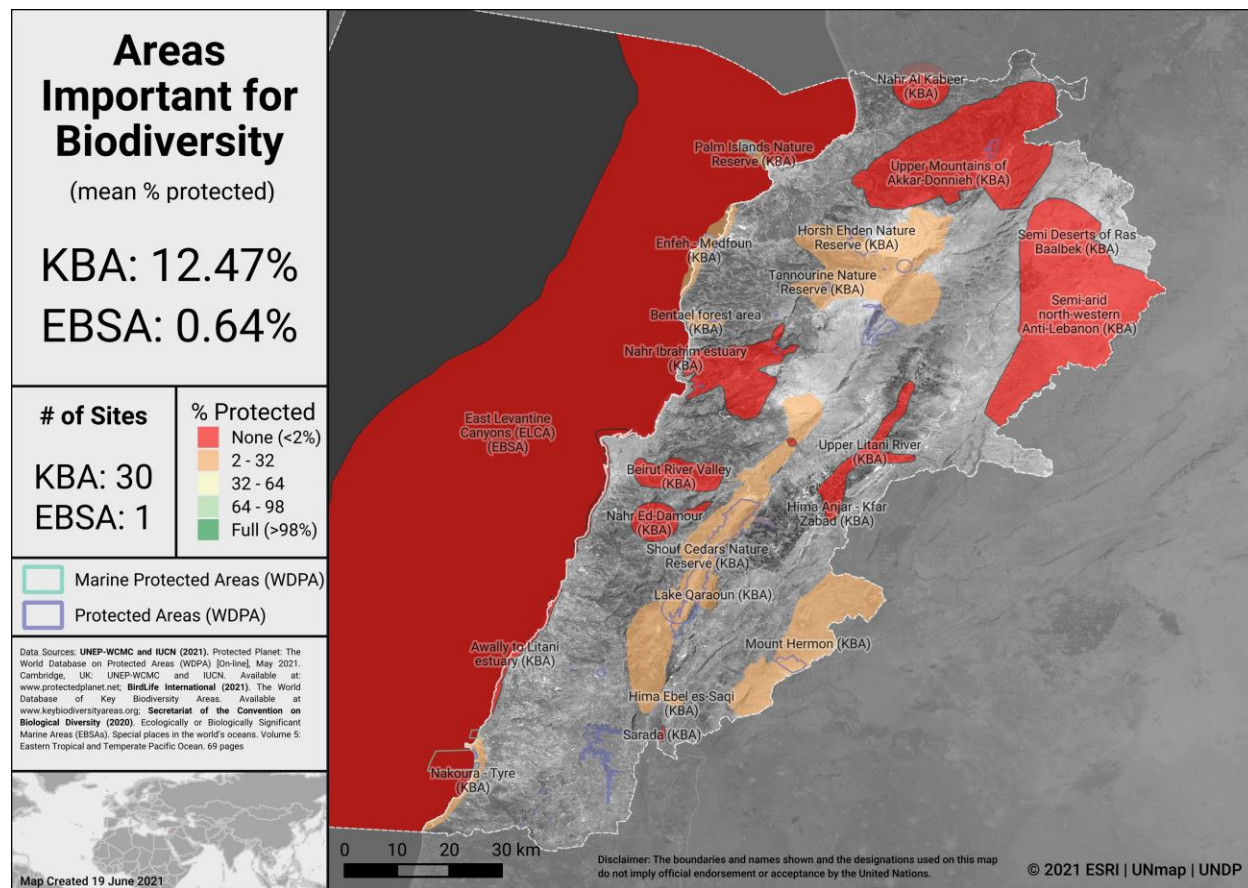 Areas
Important for
Biodiversity
(mean % protected)
KBA: 12.47%
EBSA: 0.64%
# of Sites
KBA: 30
EBSA: 1
% Protected
None (<2%)
2 - 32
32 - 64
64 - 98
Full (>98%)
Marine Protected Areas (WDPA)
Protected Areas (WDPA)
Data Sources: UNEP-WCMC and IUCN (2021). Protected Planet: The
World Database on Protected Areas (WDPA) [On-line], May 2021.
Cambridge, UK: UNEP-WCMC and IUCN. Available at:
www.protectedplanet.net; BirdLife International (2021). The World
Database of Key Biodiversity Areas. Available at
www.keybiodiversityareas.org; Secretariat of the Convention on
Biological Diversity (2020). Ecologically or Biologically Significant
Marine Areas (EBSAs). Special places in the world's oceans. Volume 5:
Eastern Tropical and Temperate Pacific Ocean. 69 pages
Map Created 19 June 2021
Nahr Al Kabeer
(KBA)
Palm Islands Nature
Reserve (KBA)
Upper Mountains of
Akkar-Donnieh (KBA)
Enfeh - Medfoun
(KBA)
Horsh Ehden Nature
Reserve (KBA)
Semi Deserts of Ras
Baalbek (KBA)
Tannourine Nature
Reserve (KBA)
Bentael forest area
(KBA)
Semi-arid
north-western
Anti-Lebanon (KBA)
Nahr Ibrahim estuary
(KBA)
East Levantine
Canyons (ELCA)
(EBSA)
Upper Litani River
(KBA)
Beirut River Valley
(KBA)
Hima Anjar - Kfar
Zabad (KBA)
Nahr Ed-Damour
(KBA)
Shouf Cedars Nature
Reserve (KBA)
Lake Qaraoun (KBA)
Awally to Litani
estuary (KBA)
Mount Hermon (KBA)
Hima Ebel es-Saqi
(KBA)
Sarada (KBA)
Nakoura - Tyre
(KBA)
0 10 20 30 km
Disclaimer: The boundaries and names shown and the designations used on this map
do not imply official endorsement or acceptance by the United Nations.
© 2021 ESRI | UNmap | UNDP